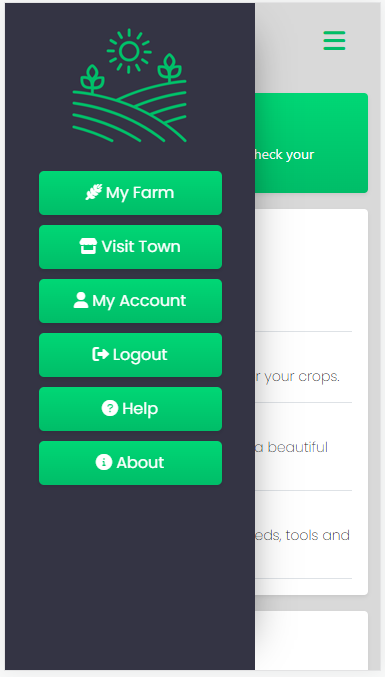 My Farm
Visit Town
My Account
Logout
Help
About
heck your
r your crops.
a beautiful
eds, tools and